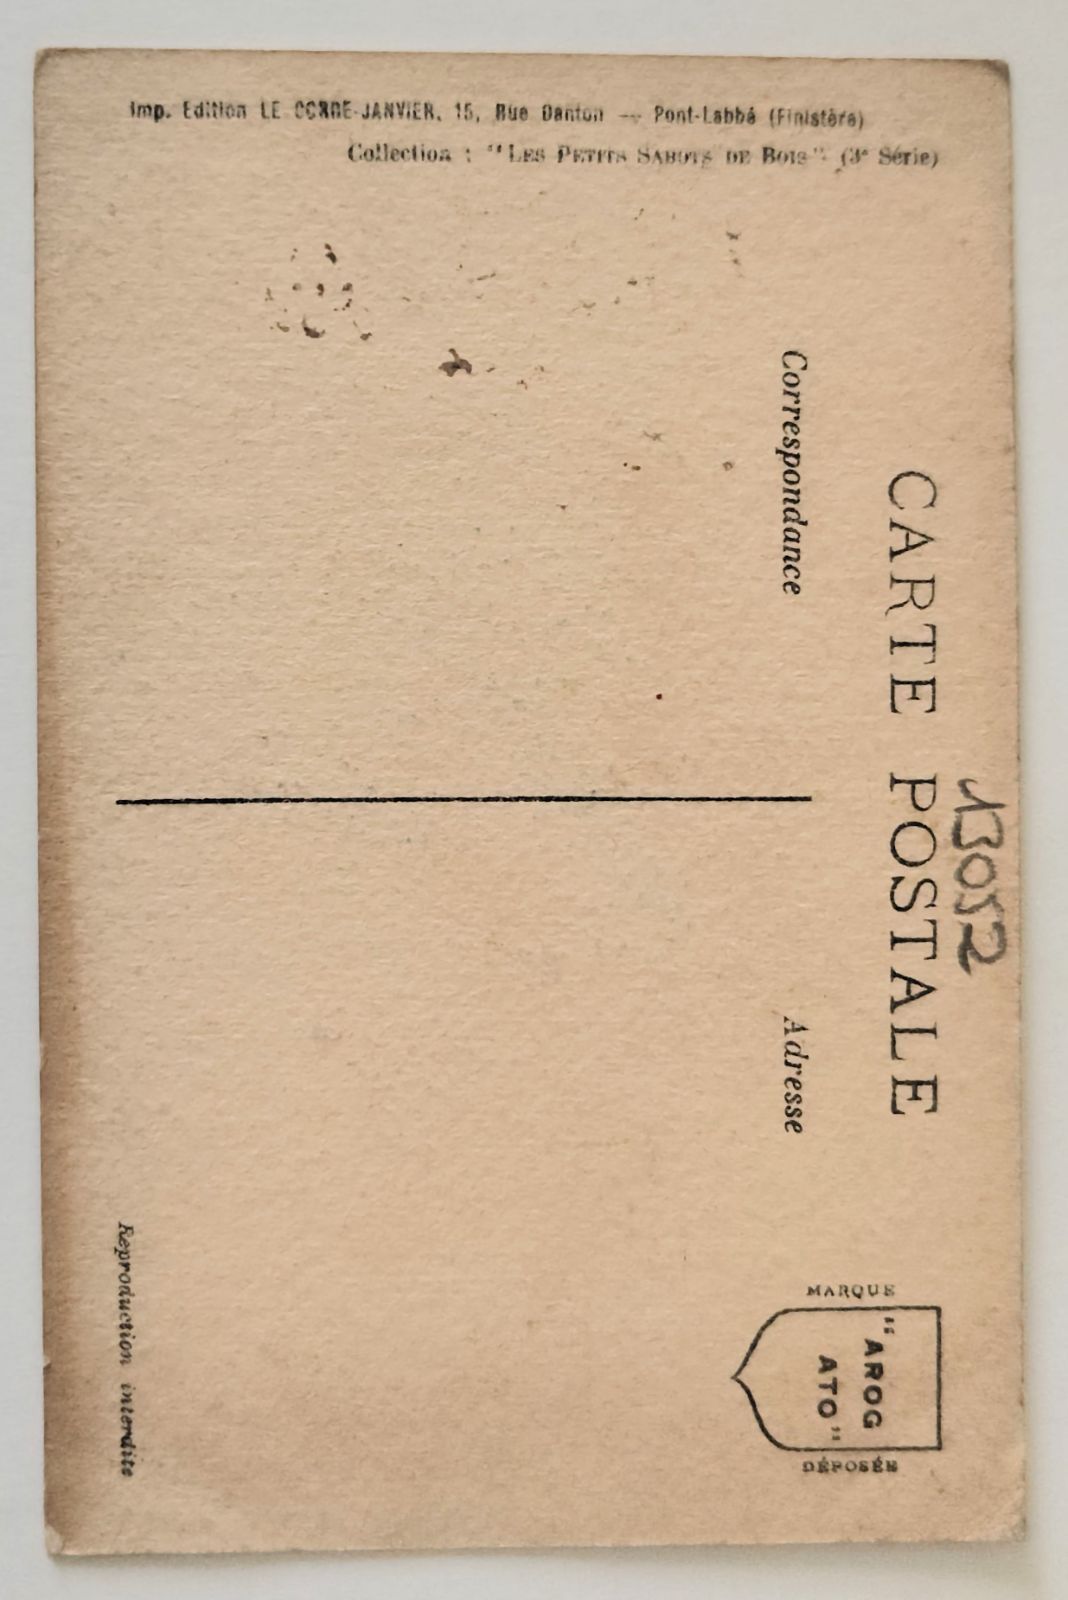 Imp. Edition LE CORRE-JANVIER, 15, Rue Danton — Pont-Labbé (Finistère)
Collection : "LES PETITS SABOTS DE BOIS" (3e Série)
13052
CARTE POSTALE
Correspondance
Adresse
MARQUE
"AROG
ATO"
DÉPOSÉE
Reproduction interdite